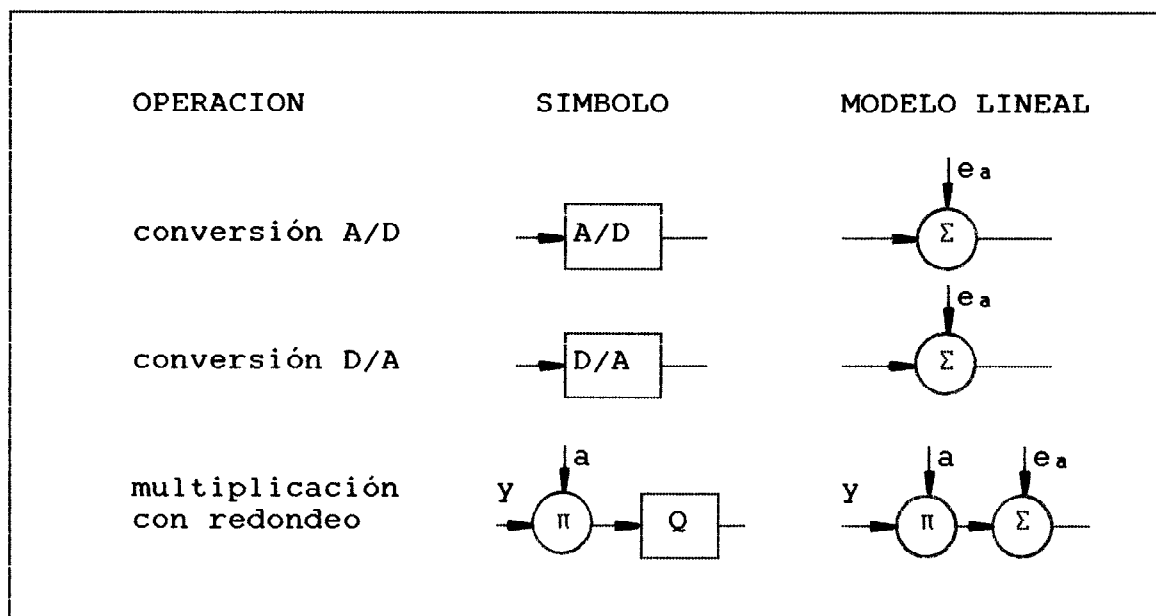 OPERACION SIMBOLO MODELO LINEAL
ea
conversión A/D A/D Σ
ea
conversión D/A D/A Σ
a a ea
multiplicación y y
con redondeo π Q π Σ